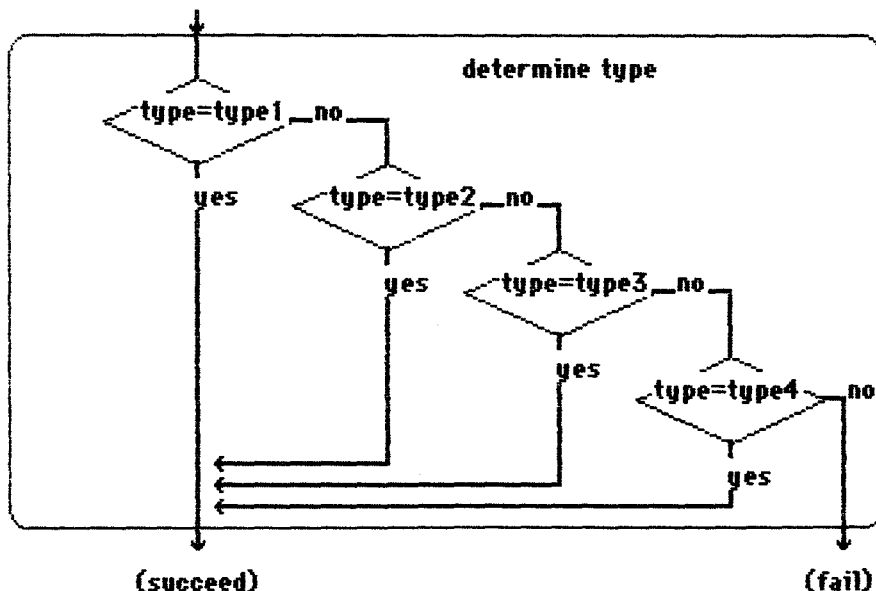 determine type
type=type1
no
yes
type=type2
no
yes
type=type3
no
yes
type=type4
no
yes
(succeed)
(fail)